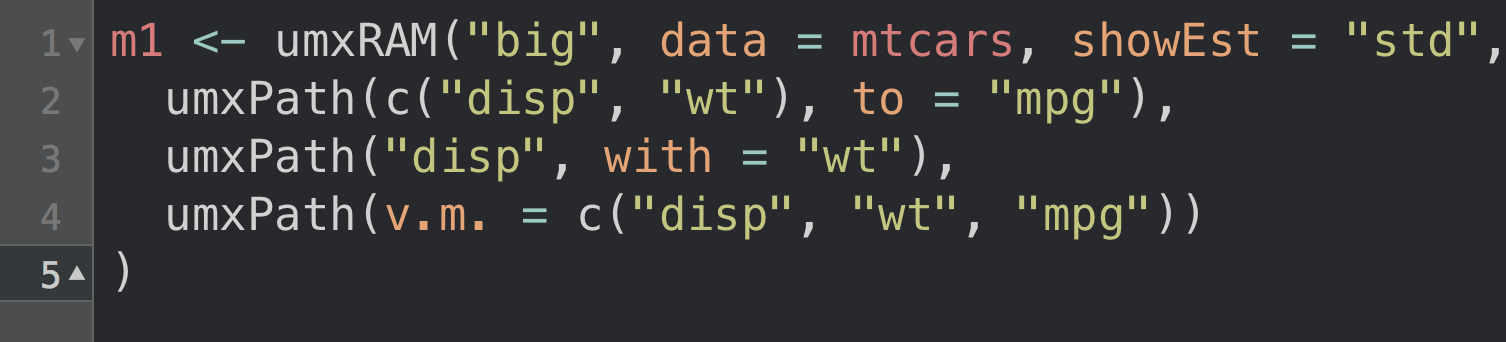 1 m1 <- umxRAM("big", data = mtcars, showEst = "std",
2 umxPath(c("disp", "wt"), to = "mpg"),
3 umxPath("disp", with = "wt"),
4 umxPath(v.m. = c("disp", "wt", "mpg"))
5 )